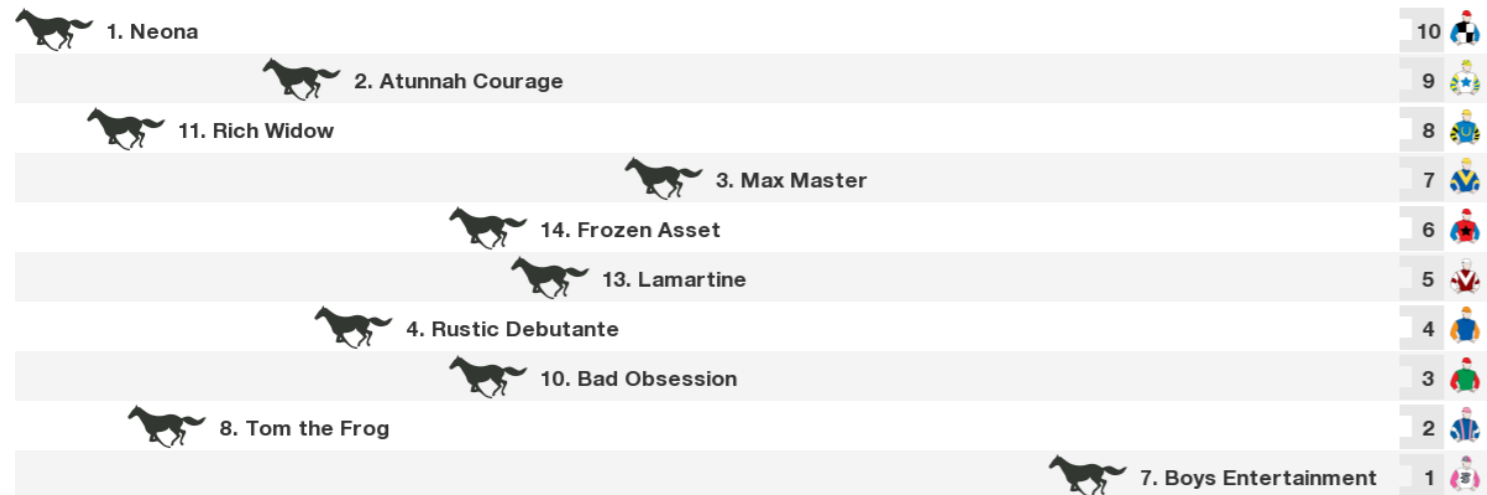 1. Neona 10
2. Atunnah Courage 9
11. Rich Widow 8
3. Max Master 7
14. Frozen Asset 6
13. Lamartine 5
4. Rustic Debutante 4
10. Bad Obsession 3
8. Tom the Frog 2
7. Boys Entertainment 1